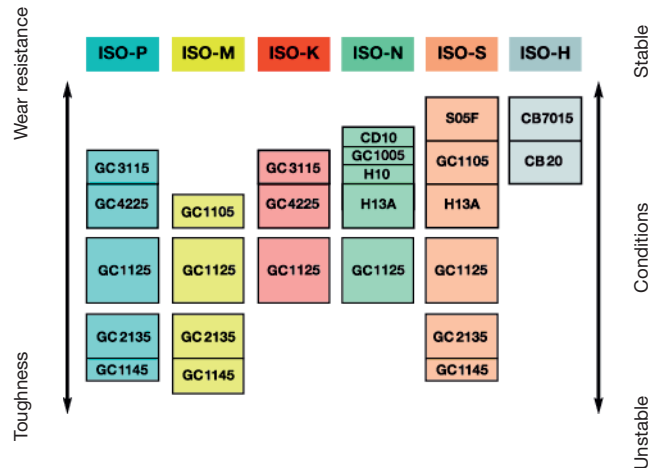 ISO-P ISO-M ISO-K ISO-N ISO-S ISO-H
Wear resistance
Toughness
GC3115
GC4225
GC1125
GC2135
GC1145
GC1105
GC1125
GC2135
GC1145
GC3115
GC4225
GC1125
CD10
GC1005
H10
H13A
GC1125
S05F
GC1105
H13A
GC1125
GC2135
GC1145
CB7015
CB20
Stable
Conditions
Unstable